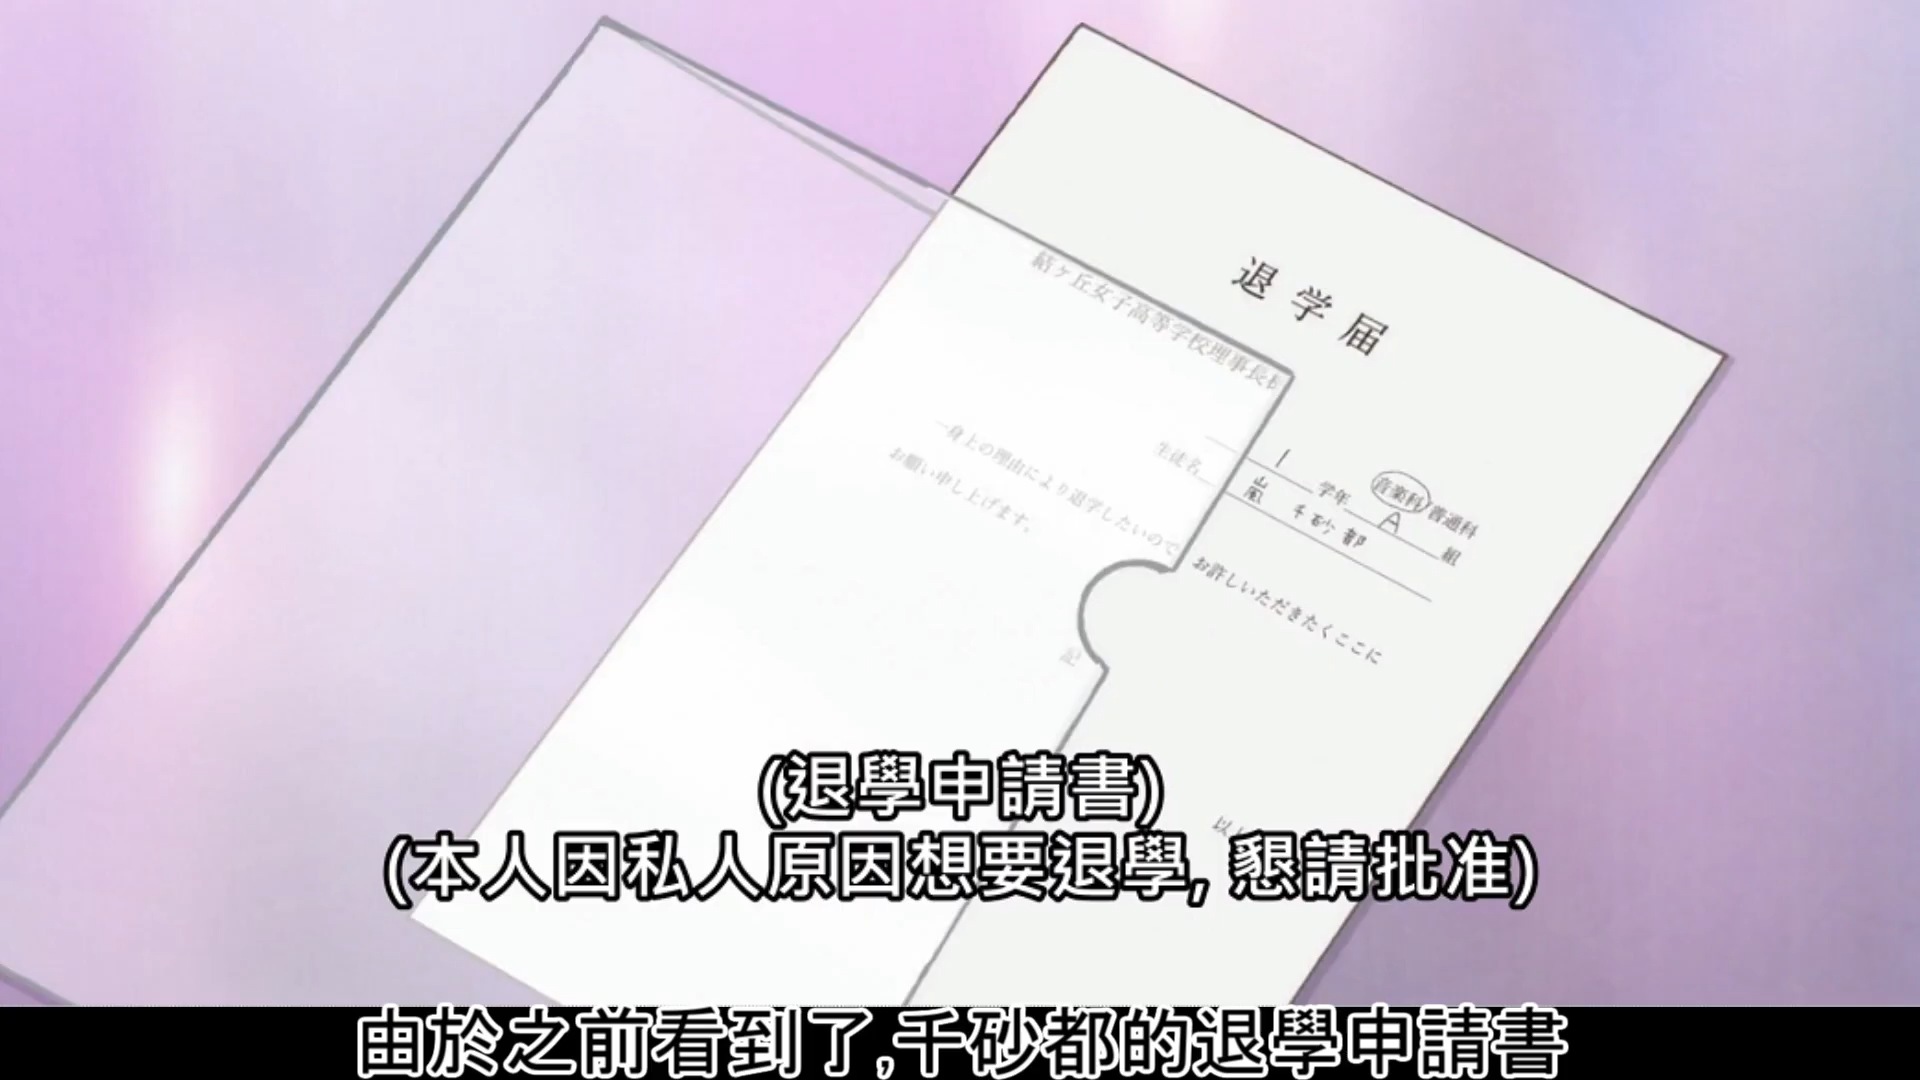 退学届
結ヶ丘女子高等学校理事長
1 学年 音楽科/普通科
A 組
生徒名 嵐 千砂都
一身上の理由により退学したいので お許しいただきたくここに
お願い申し上げます。
記
以上
(退學申請書)
(本人因私人原因想要退學, 懇請批准)
由於之前看到了,千砂都的退學申請書